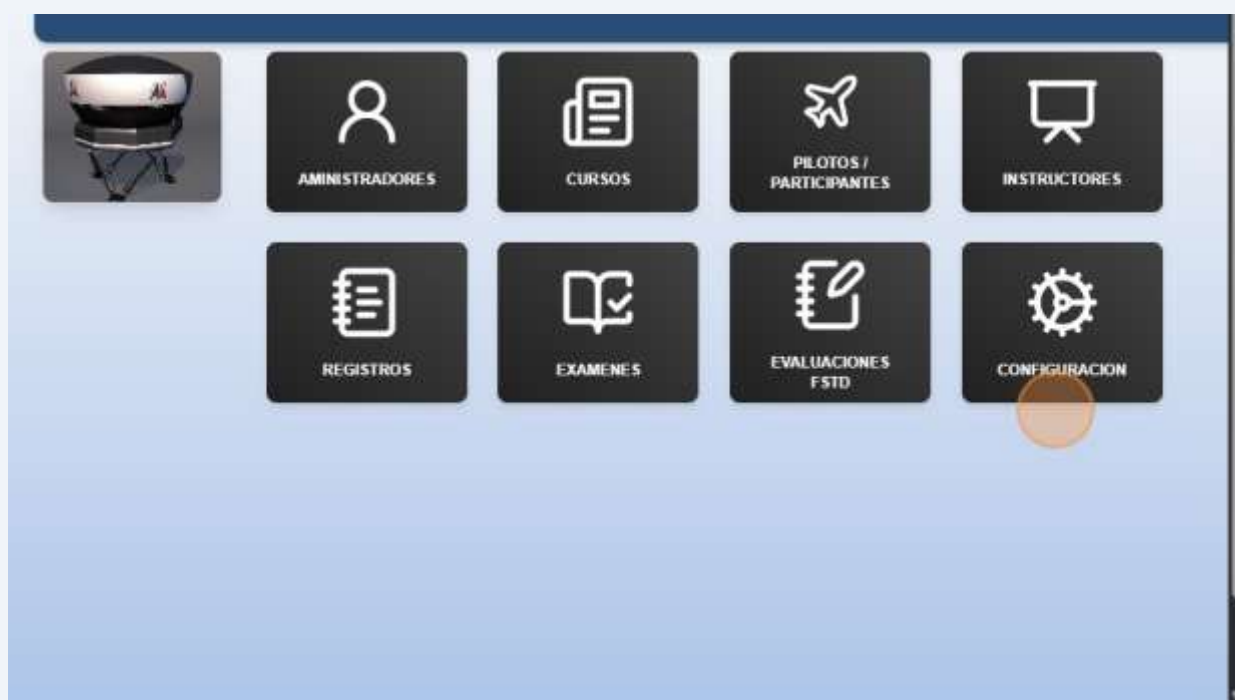 AMINISTRADORES
CURSOS
PILOTOS /
PARTICIPANTES
INSTRUCTORES
REGISTROS
EXAMENES
EVALUACIONES
FSTD
CONFIGURACION